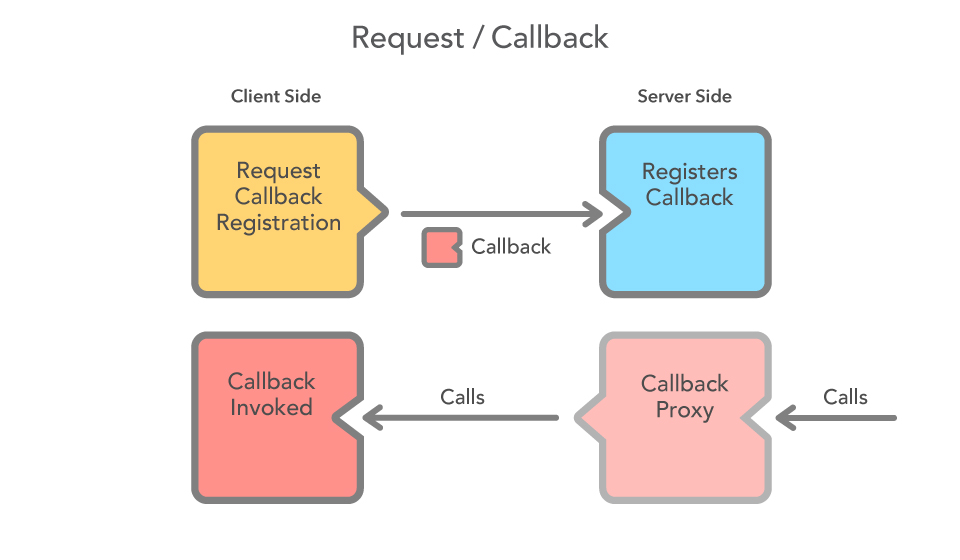 Request / Callback
Client Side
Server Side
Request
Callback
Registration
Registers
Callback
Callback
Callback
Invoked
Calls
Callback
Proxy
Calls